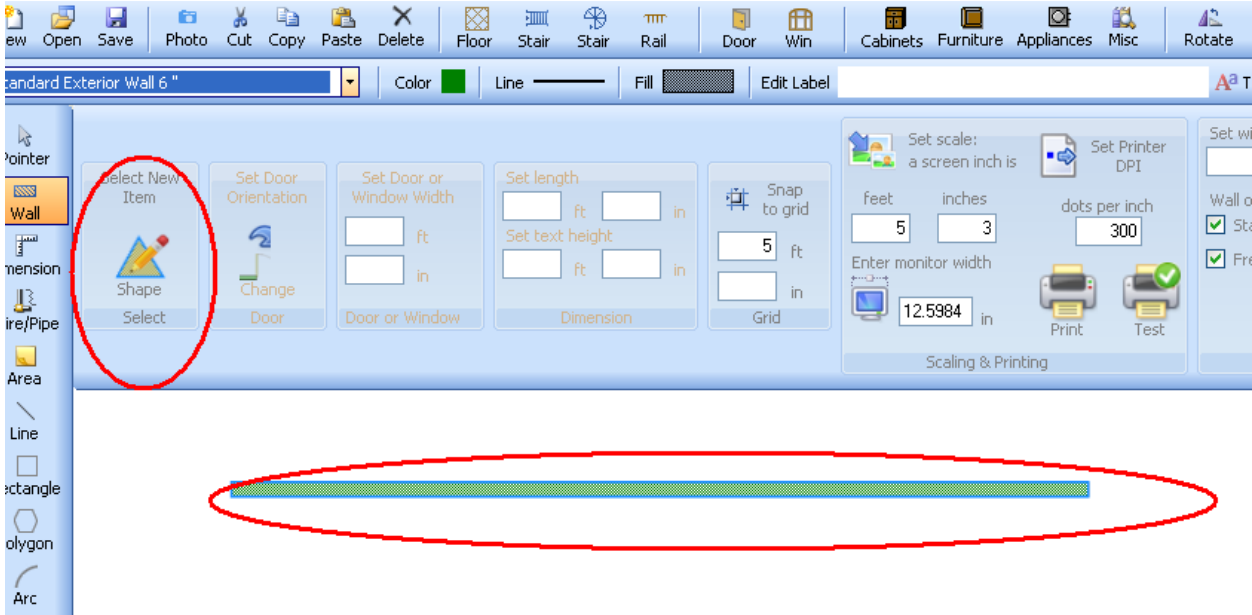 ew Open Save Photo Cut Copy Paste Delete Floor Stair Stair Rail Door Win Cabinets Furniture Appliances Misc Rotate
tandard Exterior Wall 6 " Color Line Fill Edit Label Aa T
Pointer
Wall
mension
ire/Pipe
Area
Line
ectangle
olygon
Arc
Select New
Item
Shape
Select
Set Door
Orientation
Change
Door
Set Door or
Window Width
ft
in
Door or Window
Set length
ft in
Set text height
ft in
Dimension
Snap
to grid
5 ft
in
Grid
Set scale:
a screen inch is
feet inches
5 3
Enter monitor width
12.5984 in
Set Printer
DPI
dots per inch
300
Print Test
Scaling & Printing
Set wi
Wall o
Sta
Fre